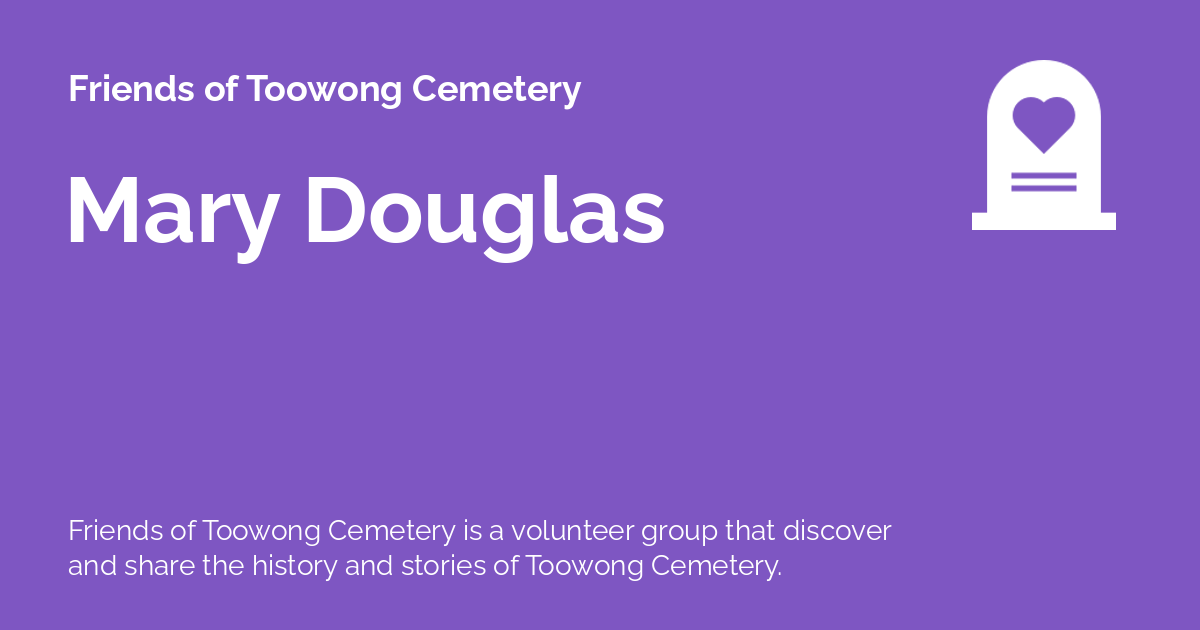 Friends of Toowong Cemetery
Mary Douglas
Friends of Toowong Cemetery is a volunteer group that discover
and share the history and stories of Toowong Cemetery.